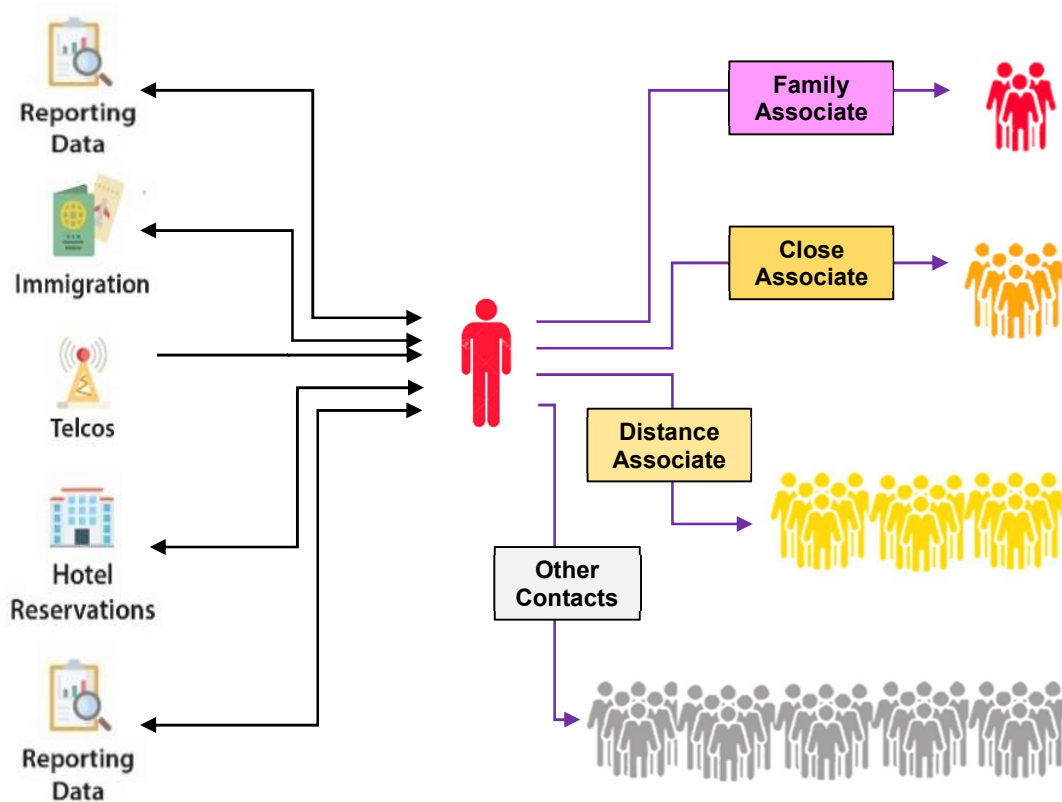 Reporting
Data
Immigration
Telcos
Hotel
Reservations
Reporting
Data
Family
Associate
Close
Associate
Distance
Associate
Other
Contacts